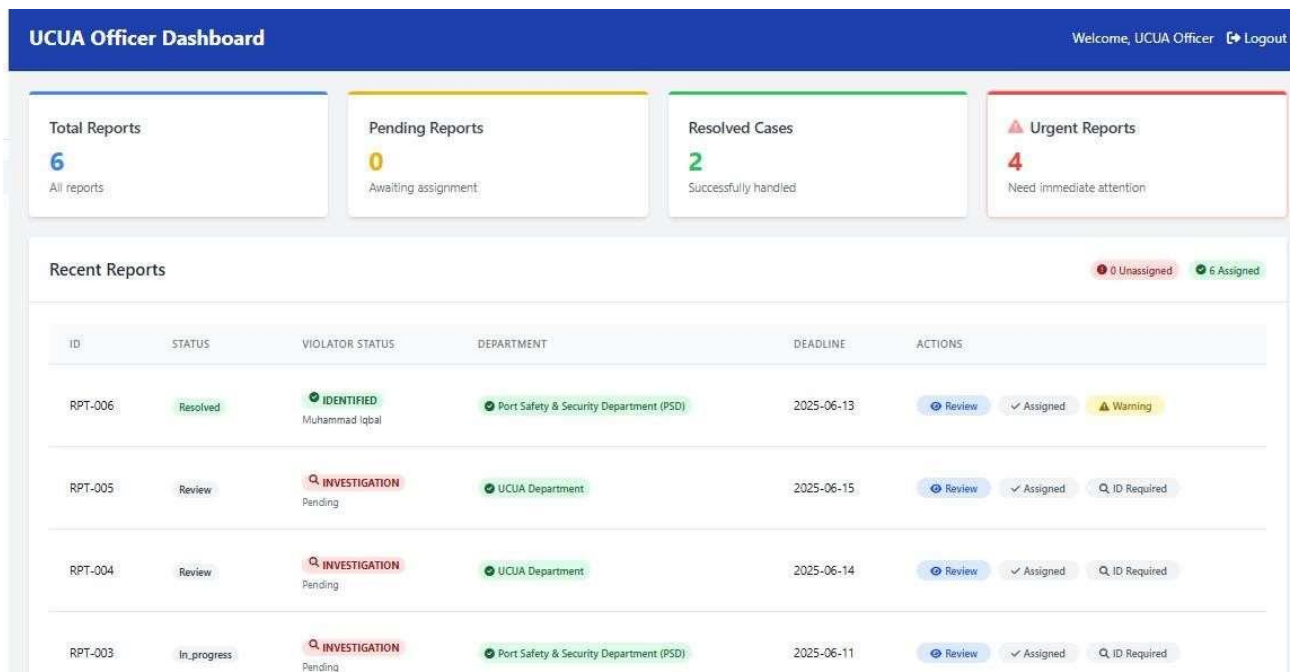 UCUA Officer Dashboard
Welcome, UCUA Officer Logout
Total Reports
6
All reports
Pending Reports
0
Awaiting assignment
Resolved Cases
2
Successfully handled
Urgent Reports
4
Need immediate attention
Recent Reports
0 Unassigned 6 Assigned
ID STATUS VIOLATOR STATUS DEPARTMENT DEADLINE ACTIONS
RPT-006 Resolved IDENTIFIED Port Safety & Security Department (PSD) 2025-06-13 Review Assigned Warning
Muhammad Iqbal
RPT-005 Review INVESTIGATION UCUA Department 2025-06-15 Review Assigned ID Required
Pending
RPT-004 Review INVESTIGATION UCUA Department 2025-06-14 Review Assigned ID Required
Pending
RPT-003 In_progress INVESTIGATION Port Safety & Security Department (PSD) 2025-06-11 Review Assigned ID Required
Pending